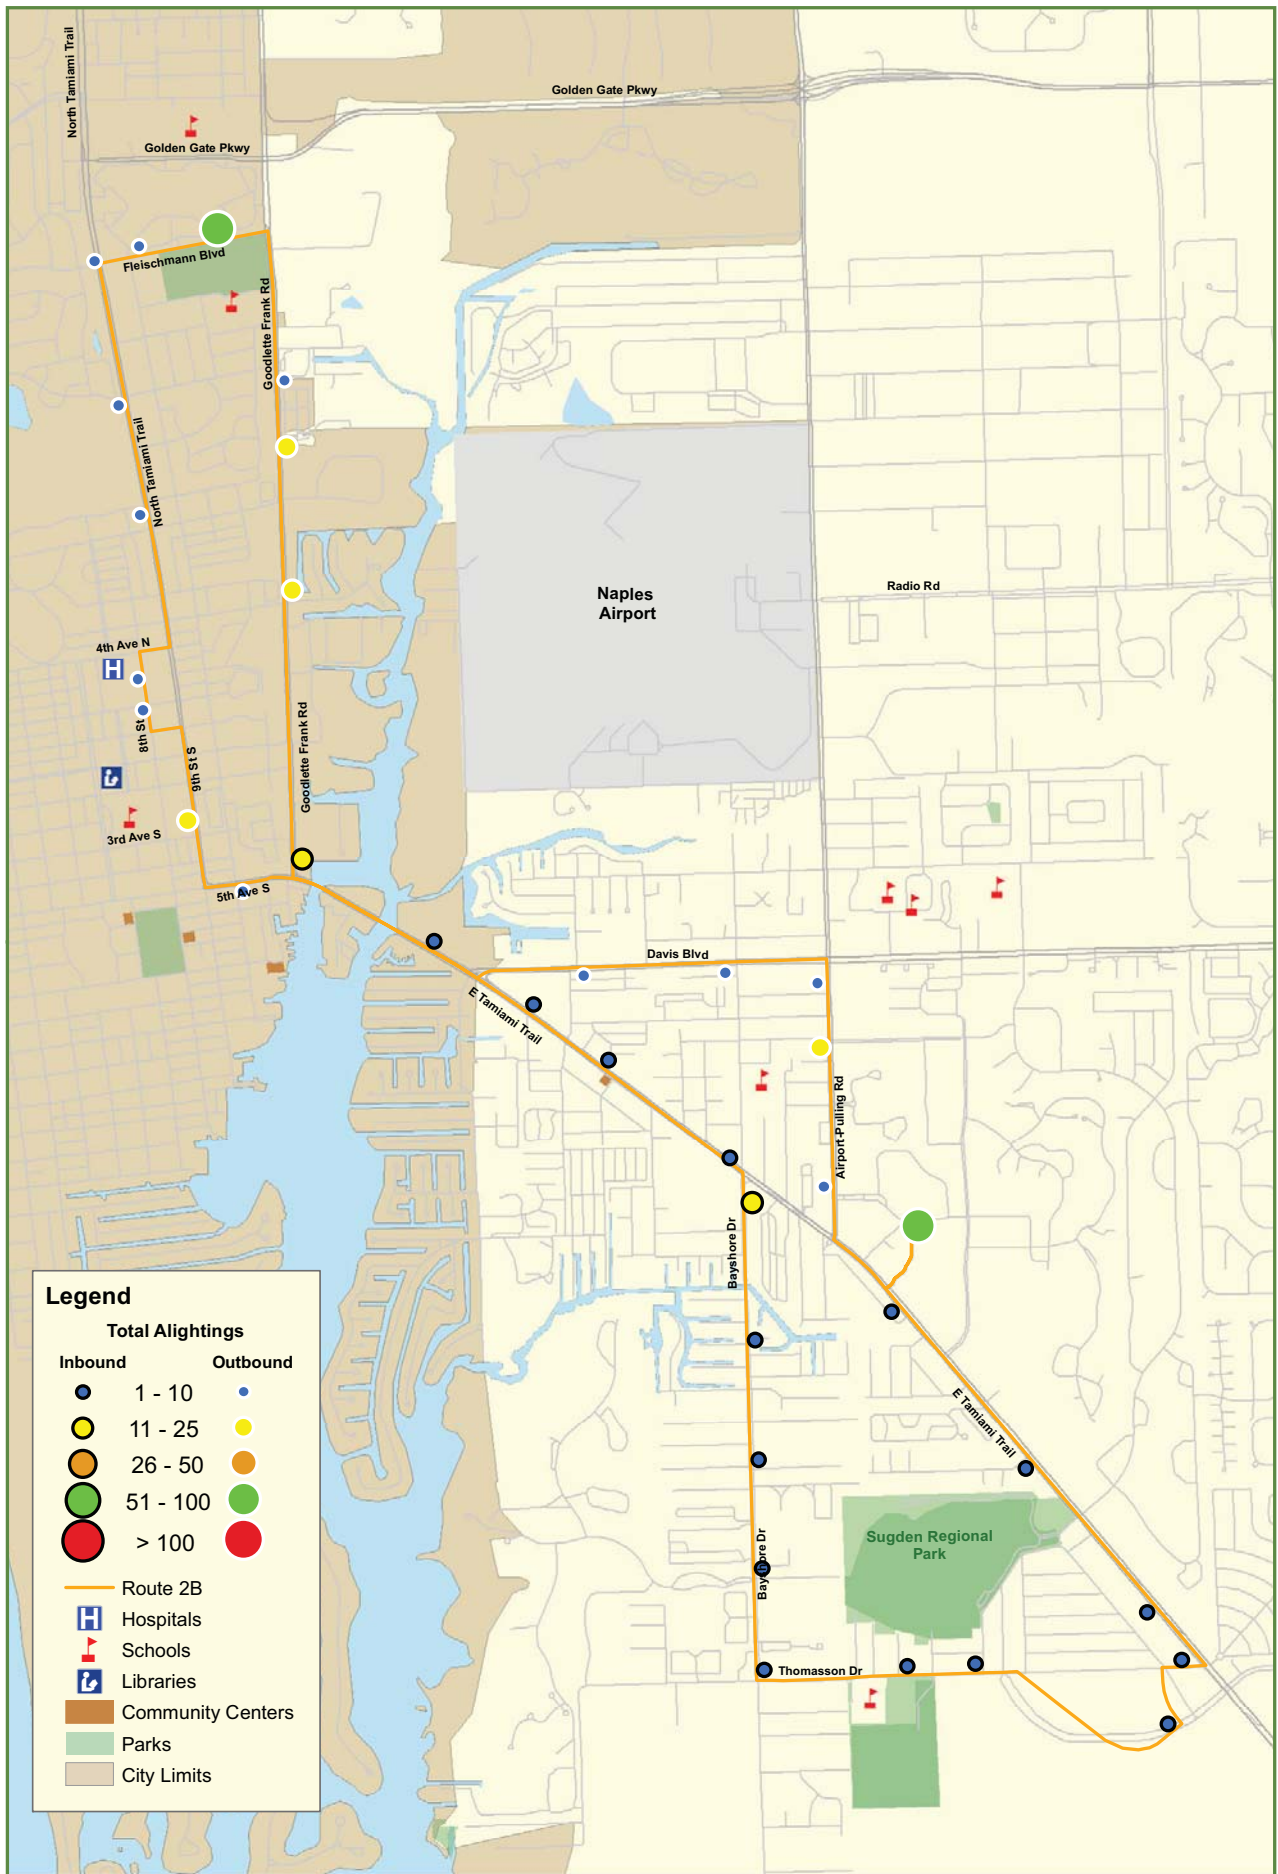 North Tamiami Trail
Golden Gate Pkwy
Golden Gate Pkwy
Fleischmann Blvd
Goodlette Frank Rd
North Tamiami Trail
Radio Rd
Naples
Airport
4th Ave N
8th St
9th St S
Goodlette Frank Rd
3rd Ave S
5th Ave S
Davis Blvd
E Tamiami Trail
Airport-Pulling Rd
Bayshore Dr
E Tamiami Trail
Sugden Regional
Park
Bayshore Dr
Thomasson Dr
Legend
Total Alightings
Inbound Outbound
1 - 10
11 - 25
26 - 50
51 - 100
> 100
Route 2B
H Hospitals
Schools
Libraries
Community Centers
Parks
City Limits
H